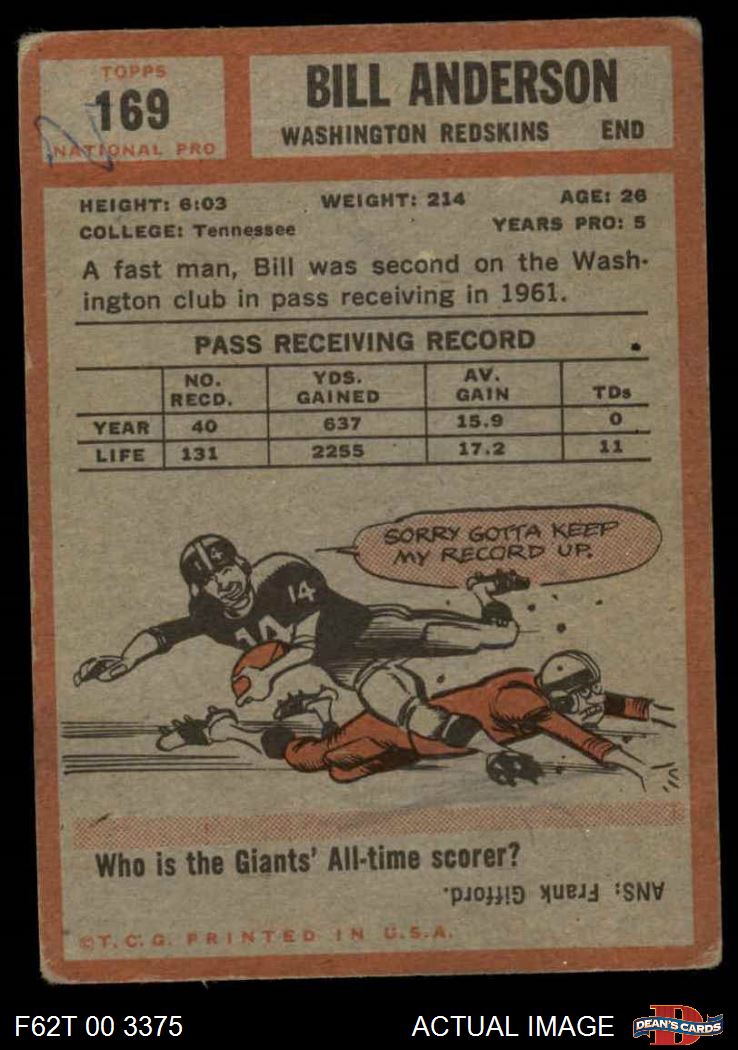 TOPPS
169
NATIONAL PRO
BILL ANDERSON
WASHINGTON REDSKINS END
HEIGHT: 6:03 WEIGHT: 214 AGE: 26
COLLEGE: Tennessee YEARS PRO: 5
A fast man, Bill was second on the Wash-
ington club in pass receiving in 1961.
PASS RECEIVING RECORD
NO. RECD. YDS. GAINED AV. GAIN TDs
YEAR 40 637 15.9 0
LIFE 131 2255 17.2 11
SORRY GOTTA KEEP
MY RECORD UP.
14
14
Who is the Giants' All-time scorer?
ANS: Frank Gifford.
©T.C.G. PRINTED IN U.S.A.
F62T 00 3375 ACTUAL IMAGE
DEAN'S CARDS